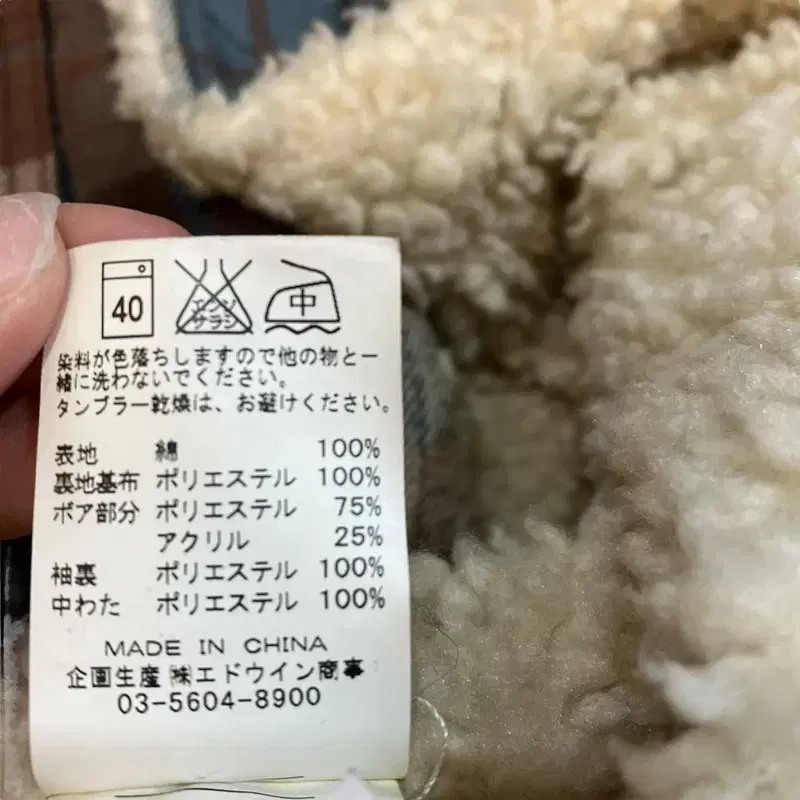 40
エンソ
サラシ
中
染料が色落ちしますので他の物と一
緒に洗わないでください。
タンブラー乾燥は、お避けください。
表地 綿 100%
裏地基布 ポリエステル 100%
ボア部分 ポリエステル 75%
アクリル 25%
袖裏 ポリエステル 100%
中わた ポリエステル 100%
MADE IN CHINA
企画生産 ㈱エドウイン商事
03-5604-8900